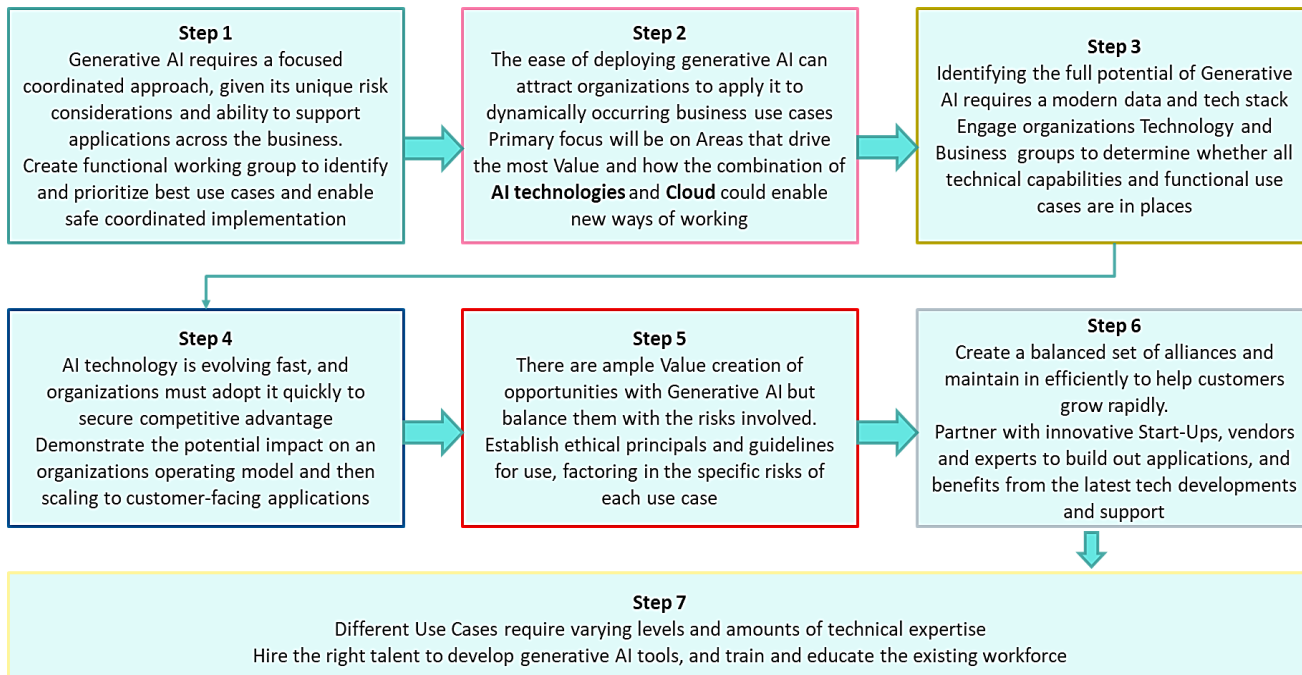 Step 1
Generative AI requires a focused
coordinated approach, given its unique risk
considerations and ability to support
applications across the business.
Create functional working group to identify
and prioritize best use cases and enable
safe coordinated implementation
Step 2
The ease of deploying generative AI can
attract organizations to apply it to
dynamically occurring business use cases
Primary focus will be on Areas that drive
the most Value and how the combination of
AI technologies and Cloud could enable
new ways of working
Step 3
Identifying the full potential of Generative
AI requires a modern data and tech stack
Engage organizations Technology and
Business groups to determine whether all
technical capabilities and functional use
cases are in places
Step 4
AI technology is evolving fast, and
organizations must adopt it quickly to
secure competitive advantage
Demonstrate the potential impact on an
organizations operating model and then
scaling to customer-facing applications
Step 5
There are ample Value creation of
opportunities with Generative AI but
balance them with the risks involved.
Establish ethical principals and guidelines
for use, factoring in the specific risks of
each use case
Step 6
Create a balanced set of alliances and
maintain in efficiently to help customers
grow rapidly.
Partner with innovative Start-Ups, vendors
and experts to build out applications, and
benefits from the latest tech developments
and support
Step 7
Different Use Cases require varying levels and amounts of technical expertise
Hire the right talent to develop generative AI tools, and train and educate the existing workforce